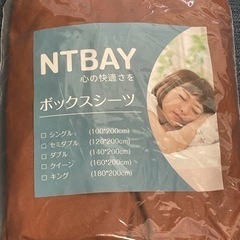 NTBAY
心の快適さを
ボックスシーツ
□ シングル (100*200cm)
☑ セミダブル (120*200cm)
□ ダブル (140*200cm)
□ クイーン (160*200cm)
□ キング (180*200cm)